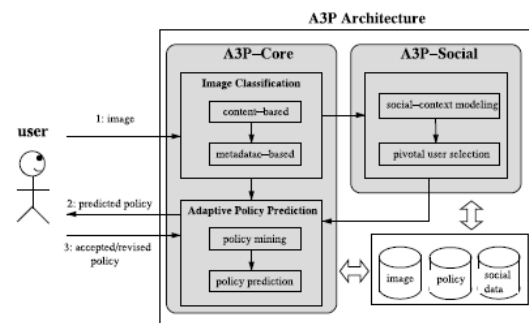 A3P Architecture
A3P–Core
A3P–Social
Image Classification
content–based
metadatac–based
social–context modeling
pivotal user selection
user
1: image
2: predicted policy
3: accepted/revised
policy
Adaptive Policy Prediction
policy mining
policy prediction
image
policy
social
data